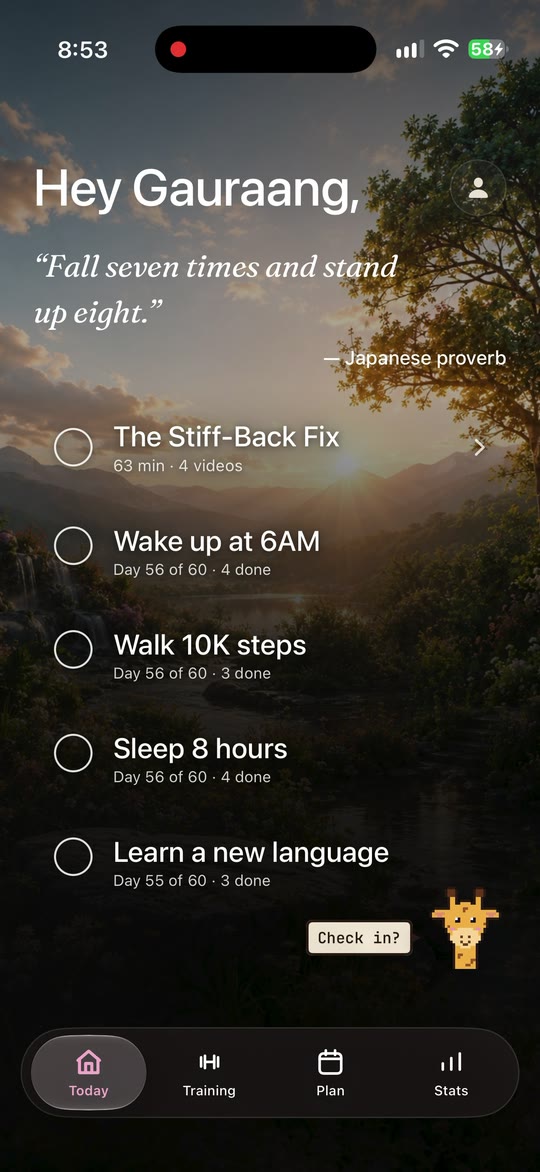 8:53
58
Hey Gauraang,
“Fall seven times and stand
up eight.”
— Japanese proverb
The Stiff-Back Fix
63 min · 4 videos
Wake up at 6AM
Day 56 of 60 · 4 done
Walk 10K steps
Day 56 of 60 · 3 done
Sleep 8 hours
Day 56 of 60 · 4 done
Learn a new language
Day 55 of 60 · 3 done
Check in?
Today
Training
Plan
Stats